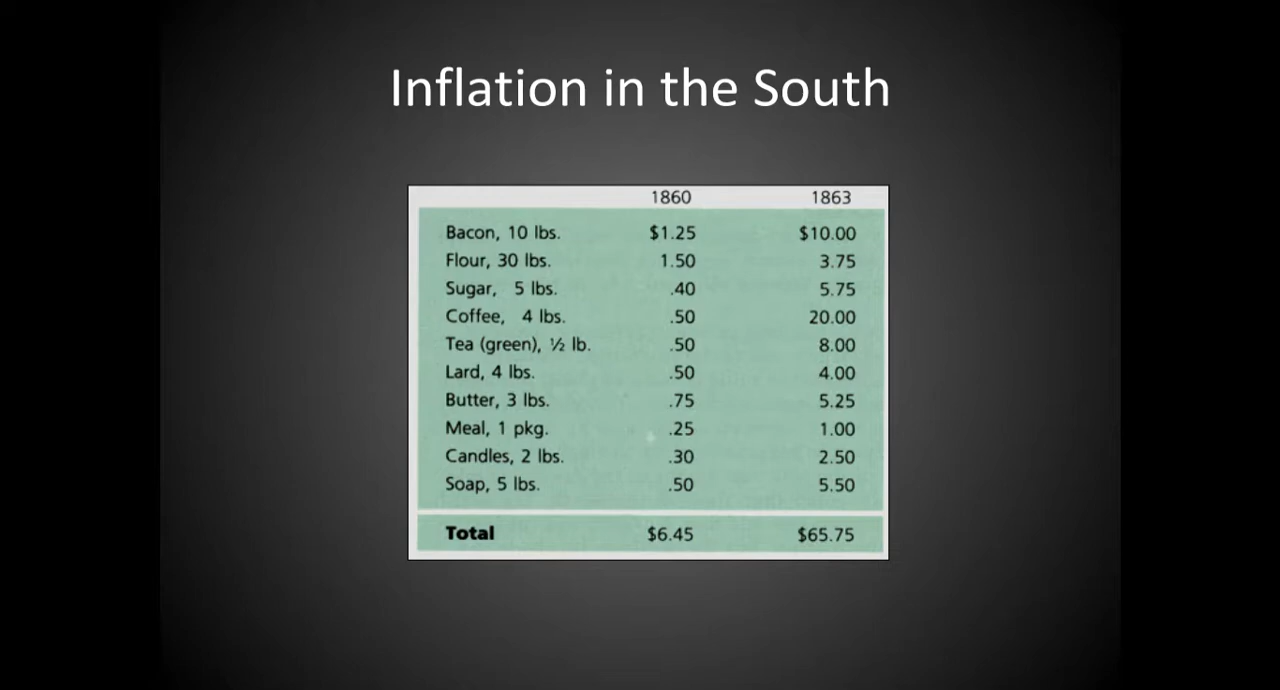 Inflation in the South
1860 1863
Bacon, 10 lbs. $1.25 $10.00
Flour, 30 lbs. 1.50 3.75
Sugar, 5 lbs. .40 5.75
Coffee, 4 lbs. .50 20.00
Tea (green), ½ lb. .50 8.00
Lard, 4 lbs. .50 4.00
Butter, 3 lbs. .75 5.25
Meal, 1 pkg. .25 1.00
Candles, 2 lbs. .30 2.50
Soap, 5 lbs. .50 5.50
Total $6.45 $65.75